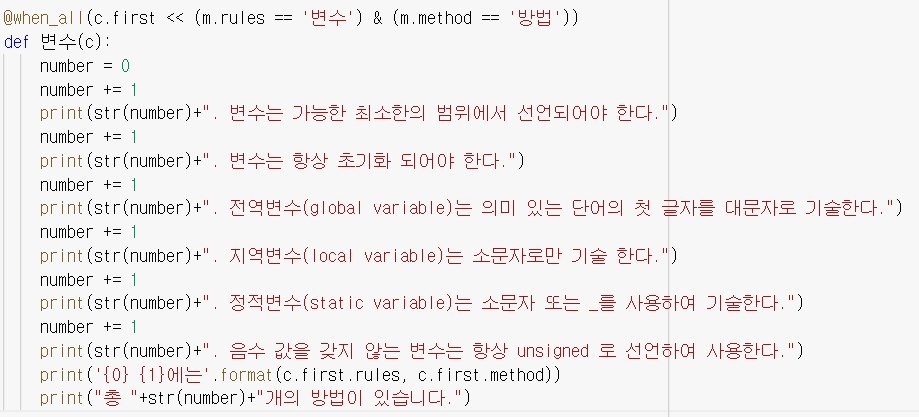 @when_all(c.first << (m.rules == '변수') & (m.method == '방법'))
def 변수(c):
number = 0
number += 1
print(str(number)+". 변수는 가능한 최소한의 범위에서 선언되어야 한다.")
number += 1
print(str(number)+". 변수는 항상 초기화 되어야 한다.")
number += 1
print(str(number)+". 전역변수(global variable)는 의미 있는 단어의 첫 글자를 대문자로 기술한다.")
number += 1
print(str(number)+". 지역변수(local variable)는 소문자로만 기술 한다.")
number += 1
print(str(number)+". 정적변수(static variable)는 소문자 또는 _를 사용하여 기술한다.")
number += 1
print(str(number)+". 음수 값을 갖지 않는 변수는 항상 unsigned 로 선언하여 사용한다.")
print('{0} {1}에는'.format(c.first.rules, c.first.method))
print("총 "+str(number)+"개의 방법이 있습니다.")